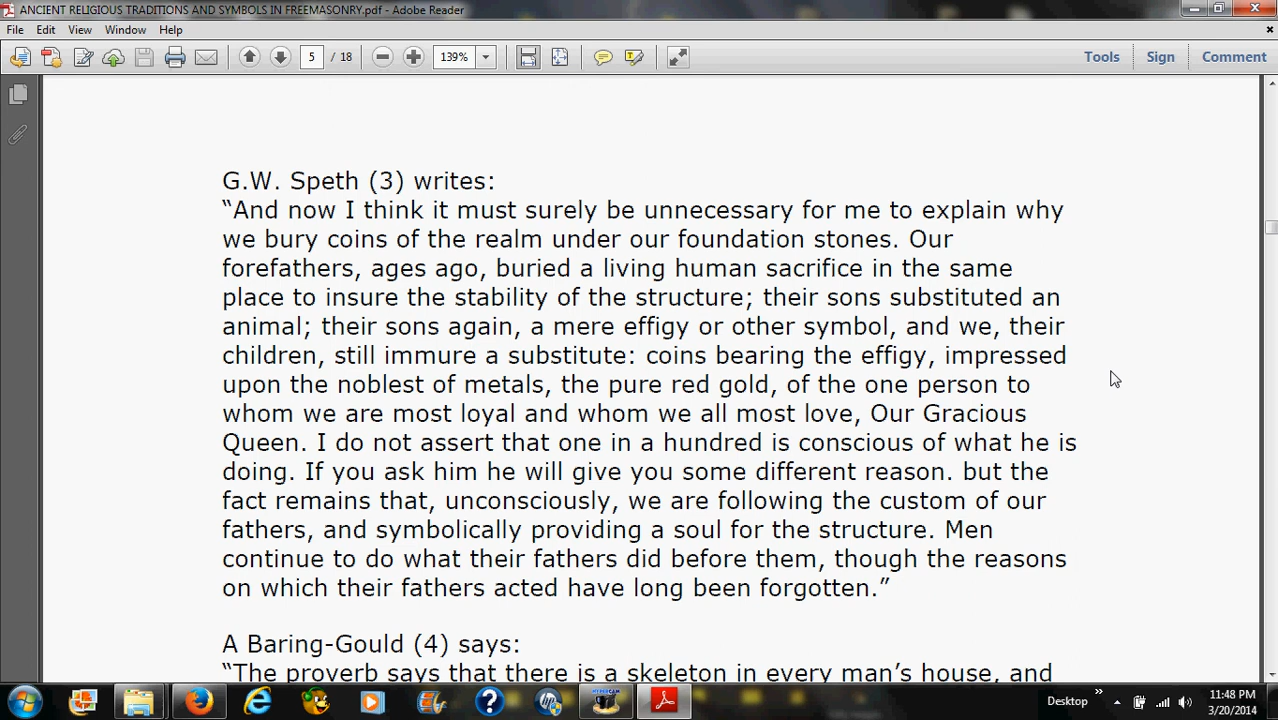 ANCIENT RELIGIOUS TRADITIONS AND SYMBOLS IN FREEMASONRY.pdf - Adobe Reader
File Edit View Window Help
5 / 18 139% Tools Sign Comment
G.W. Speth (3) writes:
“And now I think it must surely be unnecessary for me to explain why
we bury coins of the realm under our foundation stones. Our
forefathers, ages ago, buried a living human sacrifice in the same
place to insure the stability of the structure; their sons substituted an
animal; their sons again, a mere effigy or other symbol, and we, their
children, still immure a substitute: coins bearing the effigy, impressed
upon the noblest of metals, the pure red gold, of the one person to
whom we are most loyal and whom we all most love, Our Gracious
Queen. I do not assert that one in a hundred is conscious of what he is
doing. If you ask him he will give you some different reason. but the
fact remains that, unconsciously, we are following the custom of our
fathers, and symbolically providing a soul for the structure. Men
continue to do what their fathers did before them, though the reasons
on which their fathers acted have long been forgotten.”
A Baring-Gould (4) says:
“The proverb says that there is a skeleton in every man’s house, and
Desktop 11:48 PM
3/20/2014